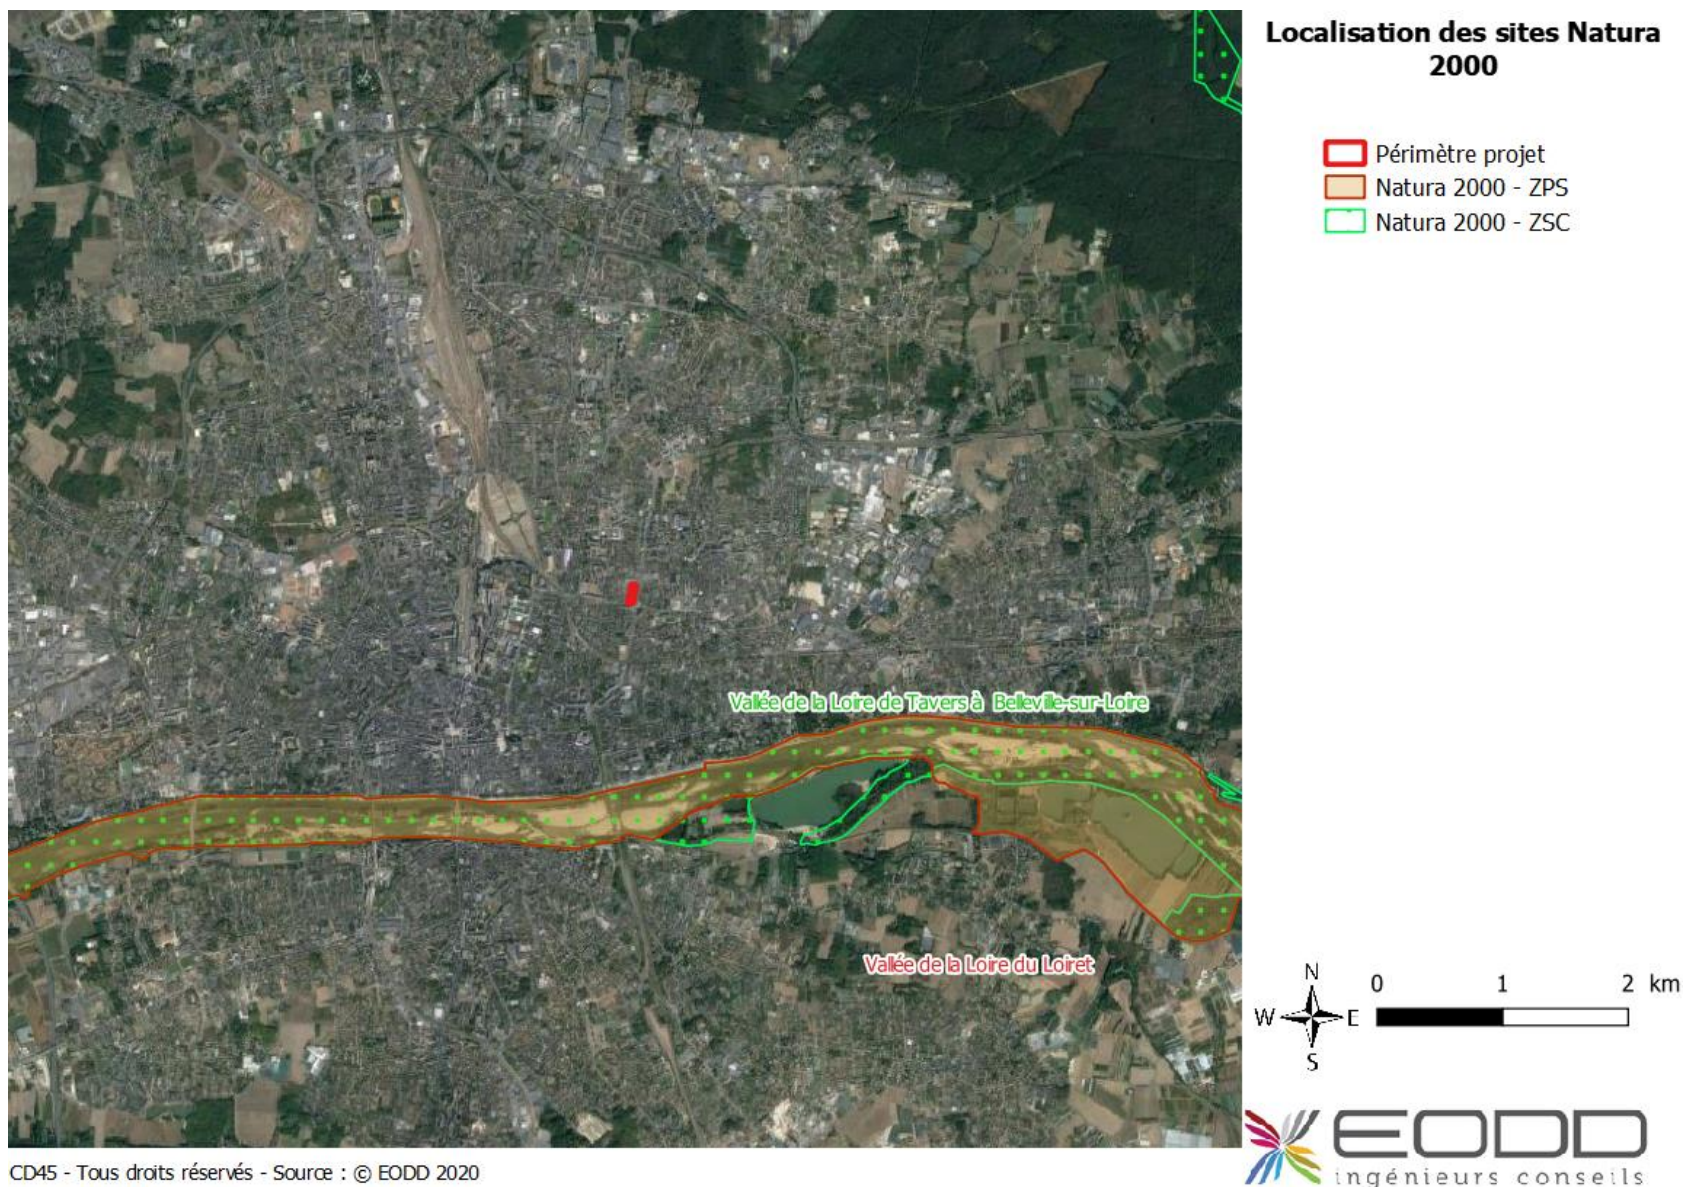 Localisation des sites Natura
2000
Périmètre projet
Natura 2000 - ZPS
Natura 2000 - ZSC
Vallée de la Loire de Tavers à Belleville-sur-Loire
Vallée de la Loire du Loiret
N
W E
S
0 1 2 km
EODD
ingénieurs conseils
CD45 - Tous droits réservés - Source : © EODD 2020